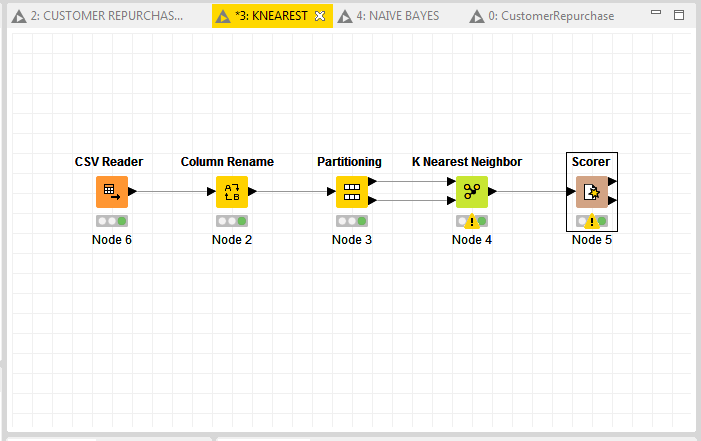 2: CUSTOMER REPURCHAS... *3: KNEAREST 4: NAIVE BAYES 0: CustomerRepurchase
CSV Reader Column Rename Partitioning K Nearest Neighbor Scorer
A B
Node 6 Node 2 Node 3 Node 4 Node 5